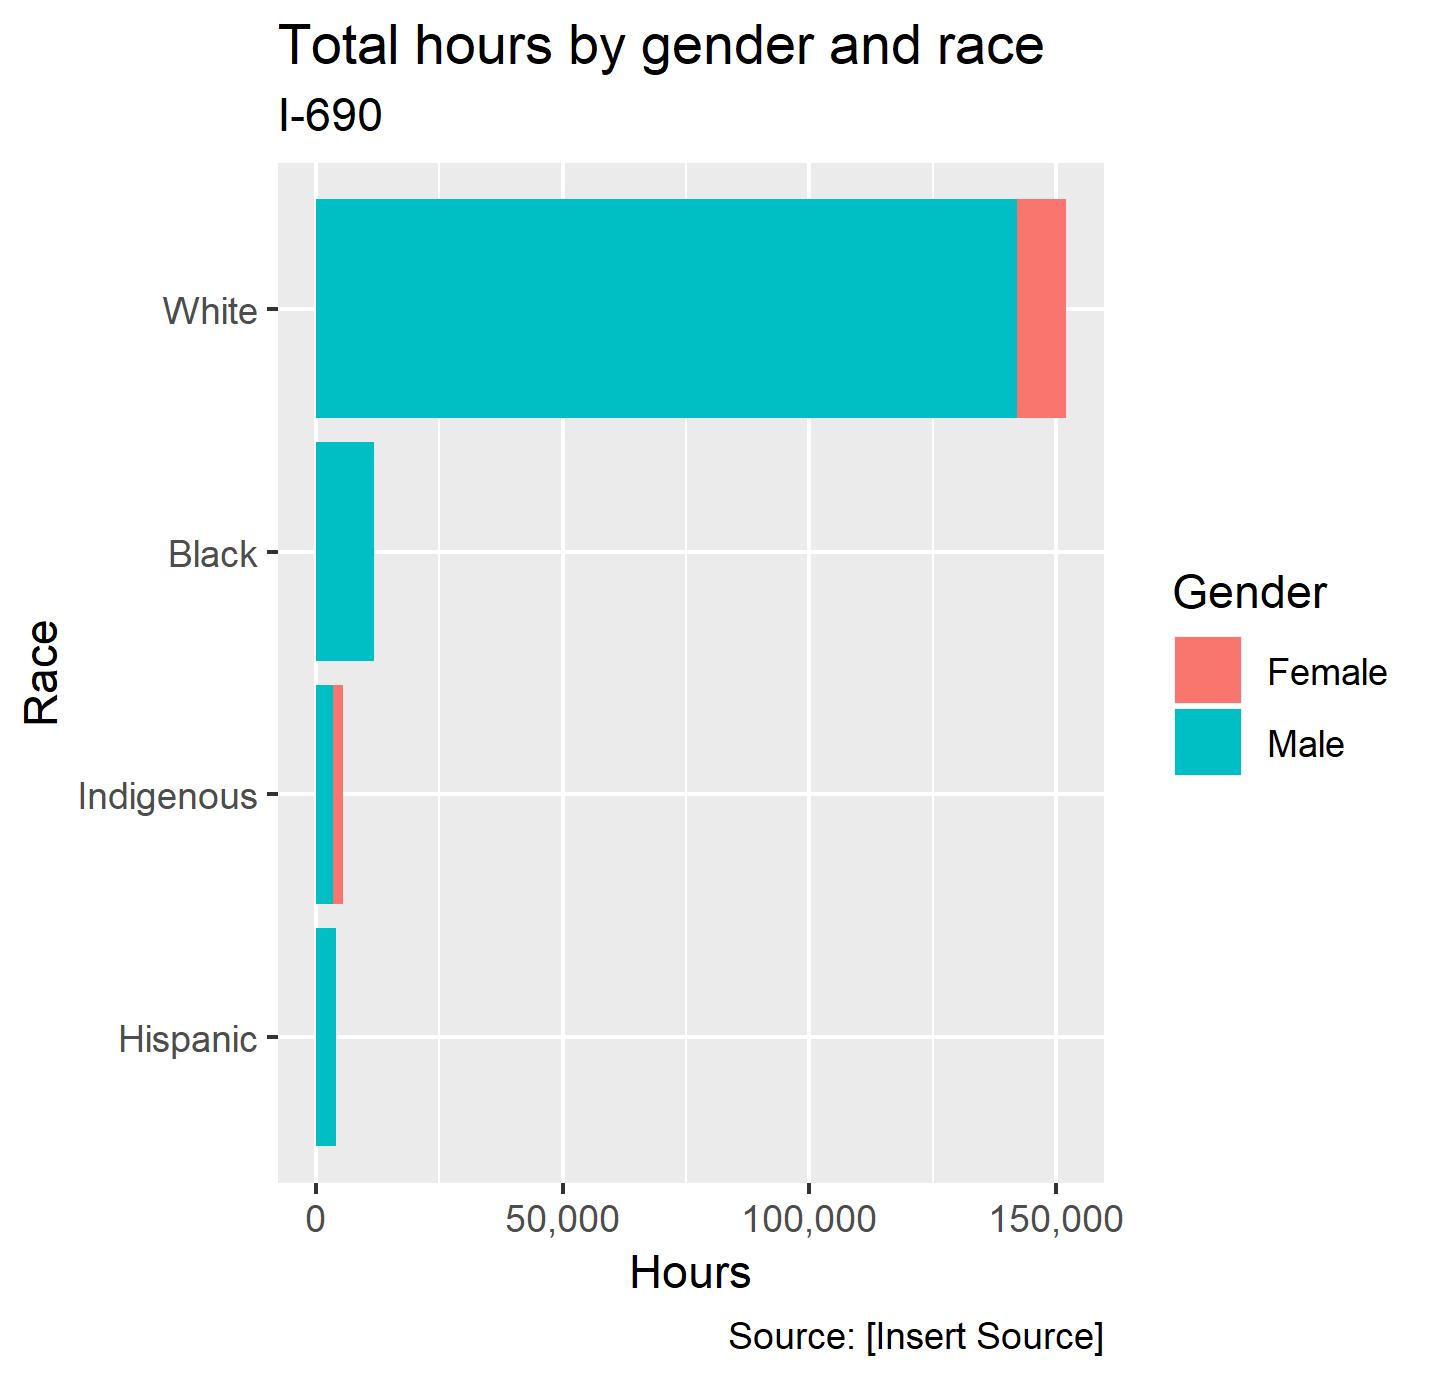 Total hours by gender and race
I-690
White
Black
Indigenous
Hispanic
Race
0 50,000 100,000 150,000
Hours
Gender
Female
Male
Source: [Insert Source]